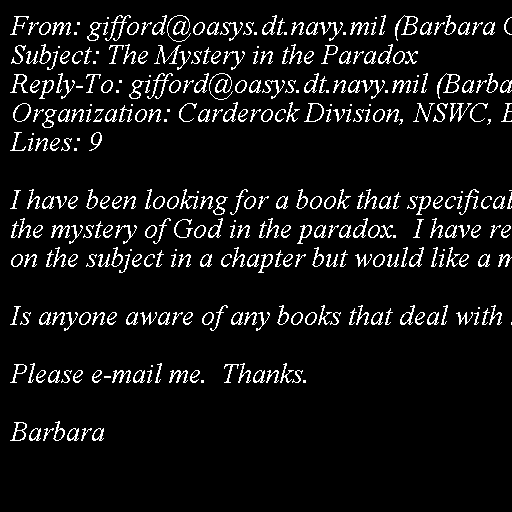 From: gifford@oasys.dt.navy.mil (Barbara
Subject: The Mystery in the Paradox
Reply-To: gifford@oasys.dt.navy.mil (Barba
Organization: Carderock Division, NSWC,
Lines: 9
I have been looking for a book that specifical
the mystery of God in the paradox.  I have re
on the subject in a chapter but would like a m
Is anyone aware of any books that deal with
Please e-mail me.  Thanks.
Barbara